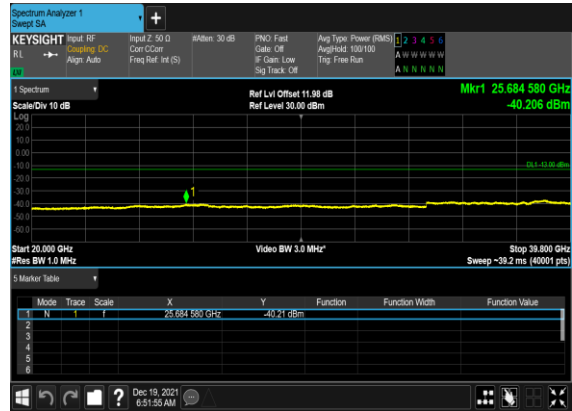 Spectrum Analyzer 1
Swept SA
KEYSIGHT Input: RF Input Z: 50 Ω #Atten: 30 dB PNO: Fast Avg Type: Power (RMS) 1 2 3 4 5 6
RL Coupling: DC Corr CCorr Gate: Off Avg|Hold: 100/100 A W W W W W
Align: Auto Freq Ref: Int (S) IF Gain: Low Trig: Free Run
Sig Track: Off A N N N N N
1 Spectrum Ref Lvl Offset 11.98 dB Mkr1 25.684 580 GHz
Scale/Div 10 dB Ref Level 30.00 dBm -40.206 dBm
Log
20.0
10.0
0.00
-10.0
DL1 -13.00 dBm
-20.0
-30.0
1
-40.0
-50.0
-60.0
Start 20.000 GHz Video BW 3.0 MHz* Stop 39.800 GHz
#Res BW 1.0 MHz Sweep ~39.2 ms (40001 pts)
5 Marker Table
Mode Trace Scale X Y Function Function Width Function Value
1 N 1 f 25.684 580 GHz -40.21 dBm
2
3
4
5
6
? Dec 19, 2021
6:51:55 AM